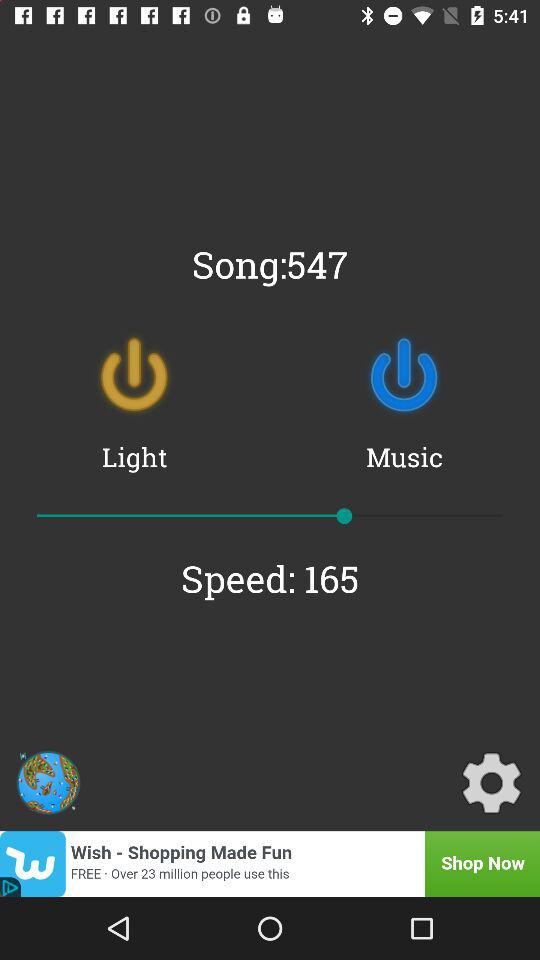 5:41
Song:547
Light
Music
Speed: 165
Wish - Shopping Made Fun
FREE · Over 23 million people use this
Shop Now